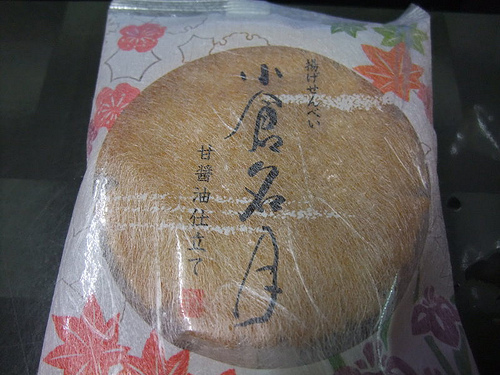 揚げせんべい
小倉名月
甘醤油仕立て